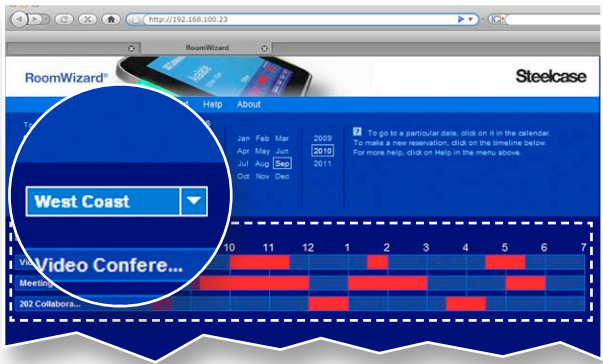 http://192.168.100.23
RoomWizard
RoomWizard®
Steelcase
Help About
Jan Feb Mar 2009
Apr May Jun 2010
Jul Aug Sep 2011
Oct Nov Dec
? To go to a particular date, click on it in the calendar.
To make a new reservation, click on the timeline below.
For more help, click on Help in the menu above.
West Coast
10 11 12 1 2 3 4 5 6 7
Video Confere...
Meeting
202 Collabora...